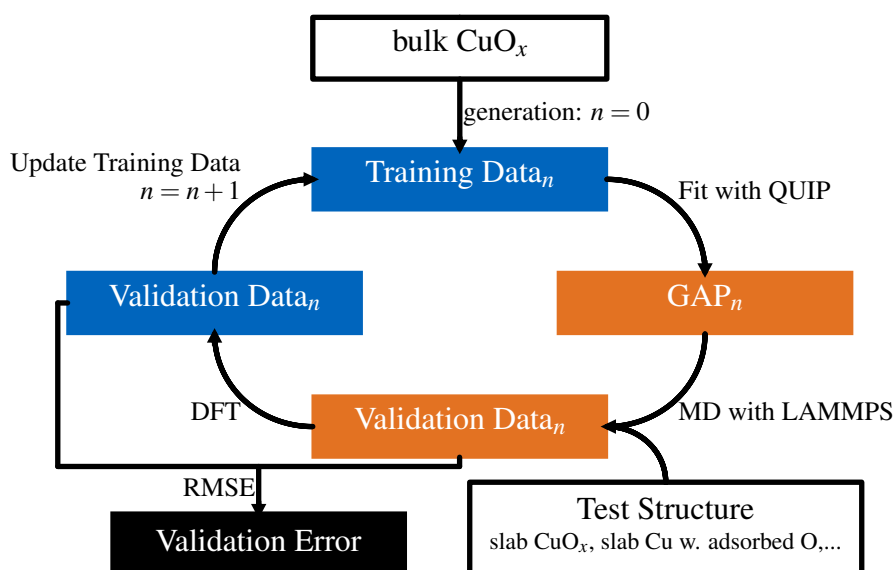 bulk CuOₓ
generation: n = 0
Update Training Data
n = n + 1
Training Dataₙ
Fit with QUIP
Validation Dataₙ
GAPₙ
DFT
Validation Dataₙ
MD with LAMMPS
RMSE
Test Structure
slab CuOₓ, slab Cu w. adsorbed O,...
Validation Error